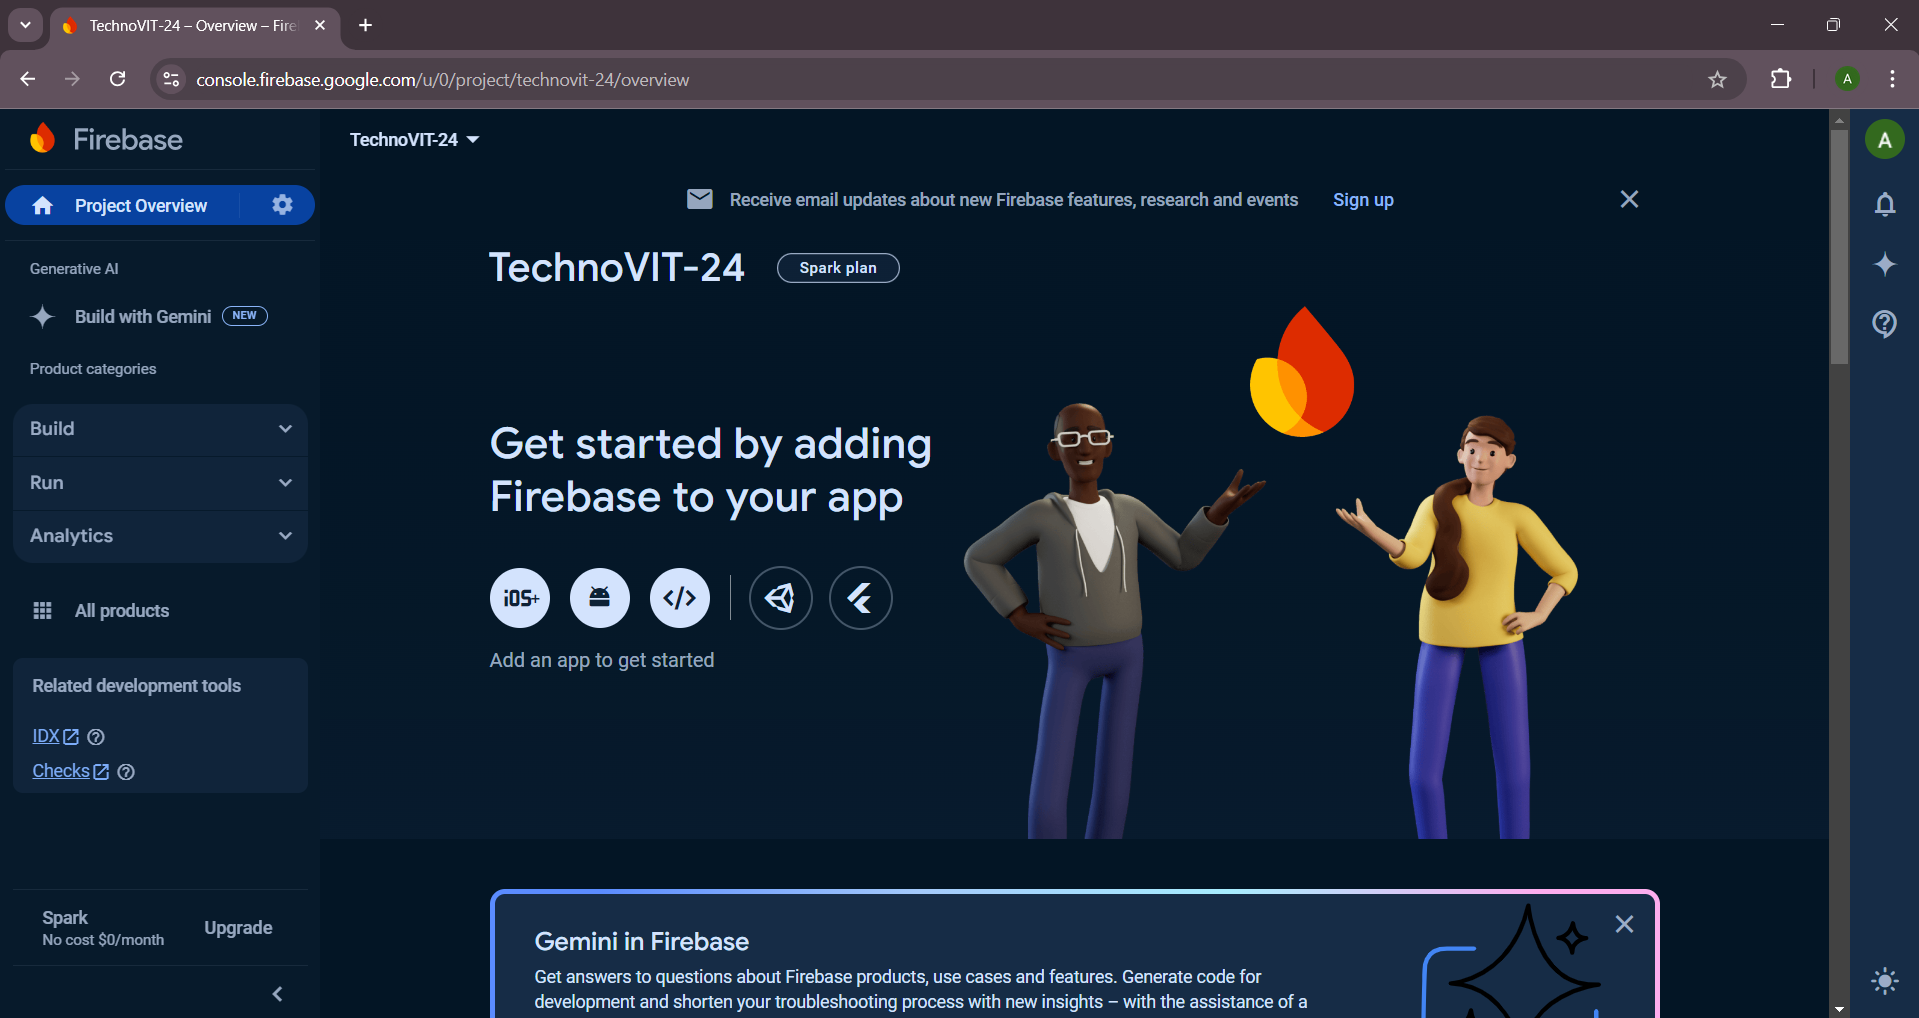 TechnoVIT-24 – Overview – Fire
console.firebase.google.com/u/0/project/technovit-24/overview
A
Firebase
TechnoVIT-24
A
Project Overview
Receive email updates about new Firebase features, research and events Sign up
TechnoVIT-24 Spark plan
Generative AI
Build with Gemini NEW
Product categories
Build
Run
Analytics
All products
Related development tools
IDX
Checks
Spark
No cost $0/month
Upgrade
Get started by adding
Firebase to your app
iOS+
Add an app to get started
Gemini in Firebase
Get answers to questions about Firebase products, use cases and features. Generate code for
development and shorten your troubleshooting process with new insights – with the assistance of a